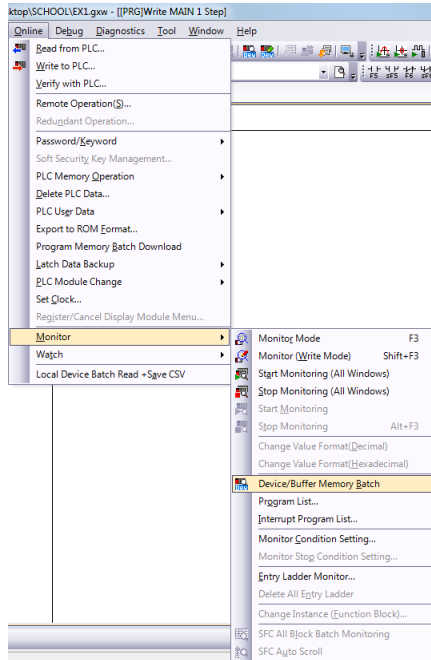 ktop\SCHOOL\EX1.gxw - [[PRG]Write MAIN 1 Step]
Online Debug Diagnostics Tool Window Help
Read from PLC...
Write to PLC...
Verify with PLC...
Remote Operation(S)...
Redundant Operation...
Password/Keyword
Soft Security Key Management...
PLC Memory Operation
Delete PLC Data...
PLC User Data
Export to ROM Format...
Program Memory Batch Download
Latch Data Backup
PLC Module Change
Set Clock...
Register/Cancel Display Module Menu...
Monitor
Watch
Local Device Batch Read +Save CSV
Monitor Mode F3
Monitor (Write Mode) Shift+F3
Start Monitoring (All Windows)
Stop Monitoring (All Windows)
Start Monitoring
Stop Monitoring Alt+F3
Change Value Format(Decimal)
Change Value Format(Hexadecimal)
Device/Buffer Memory Batch
Program List...
Interrupt Program List...
Monitor Condition Setting...
Monitor Stop Condition Setting...
Entry Ladder Monitor...
Delete All Entry Ladder
Change Instance (Function Block)...
SFC All Block Batch Monitoring
SFC Auto Scroll